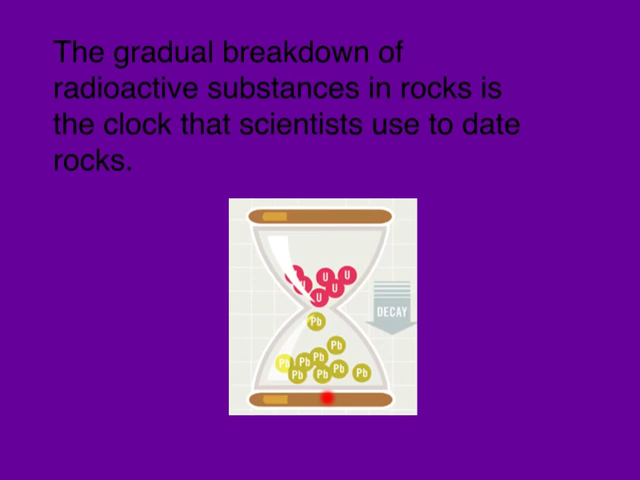 The gradual breakdown of
radioactive substances in rocks is
the clock that scientists use to date
rocks.
U U U
U U
U
DECAY
Pb
Pb
Pb Pb Pb
Pb Pb Pb Pb